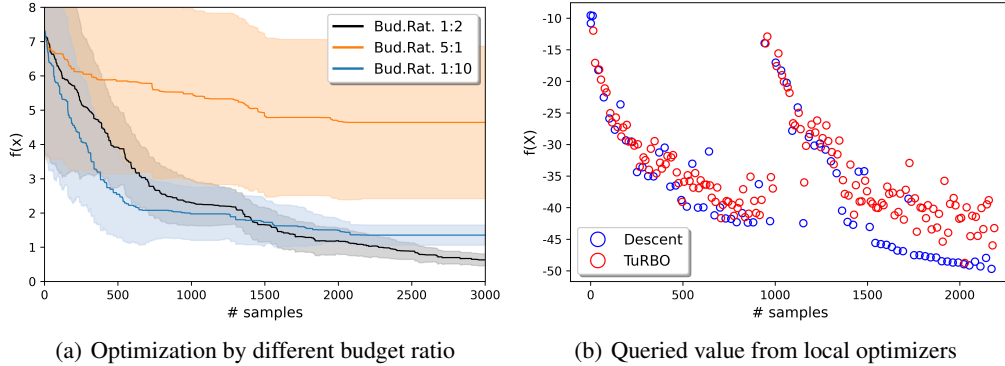 8
7
6
5
4
3
2
1
0
f(x)
Bud.Rat. 1:2
Bud.Rat. 5:1
Bud.Rat. 1:10
0 500 1000 1500 2000 2500 3000
# samples
(a) Optimization by different budget ratio
-10
-15
-20
-25
-30
-35
-40
-45
-50
f(X)
Descent
TuRBO
0 500 1000 1500 2000
# samples
(b) Queried value from local optimizers